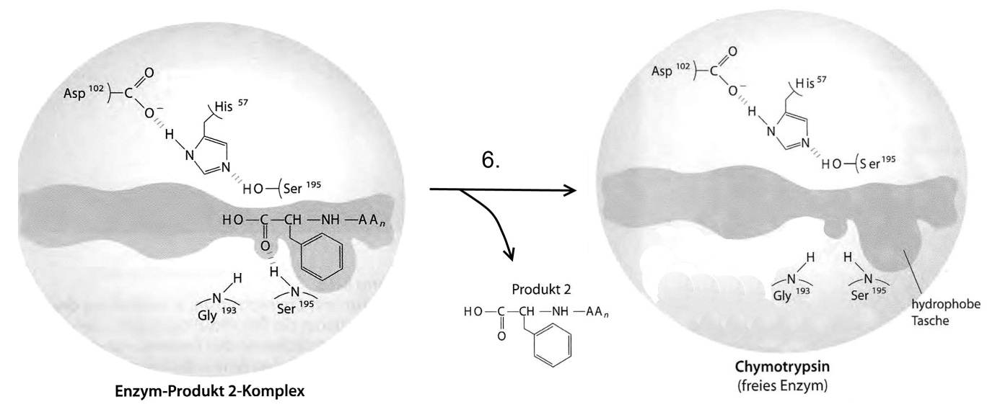 Asp 102
C
O
O−
H
His 57
N
N
HO
Ser 195
HO—C—CH—NH—AAn
O
H
H
N
N
Gly 193
Ser 195
Enzym-Produkt 2-Komplex
6.
Produkt 2
HO—C—CH—NH—AAn
O
Asp 102
C
O
O−
H
His 57
N
N
HO
Ser 195
H
H
N
N
Gly 193
Ser 195
hydrophobe
Tasche
Chymotrypsin
(freies Enzym)